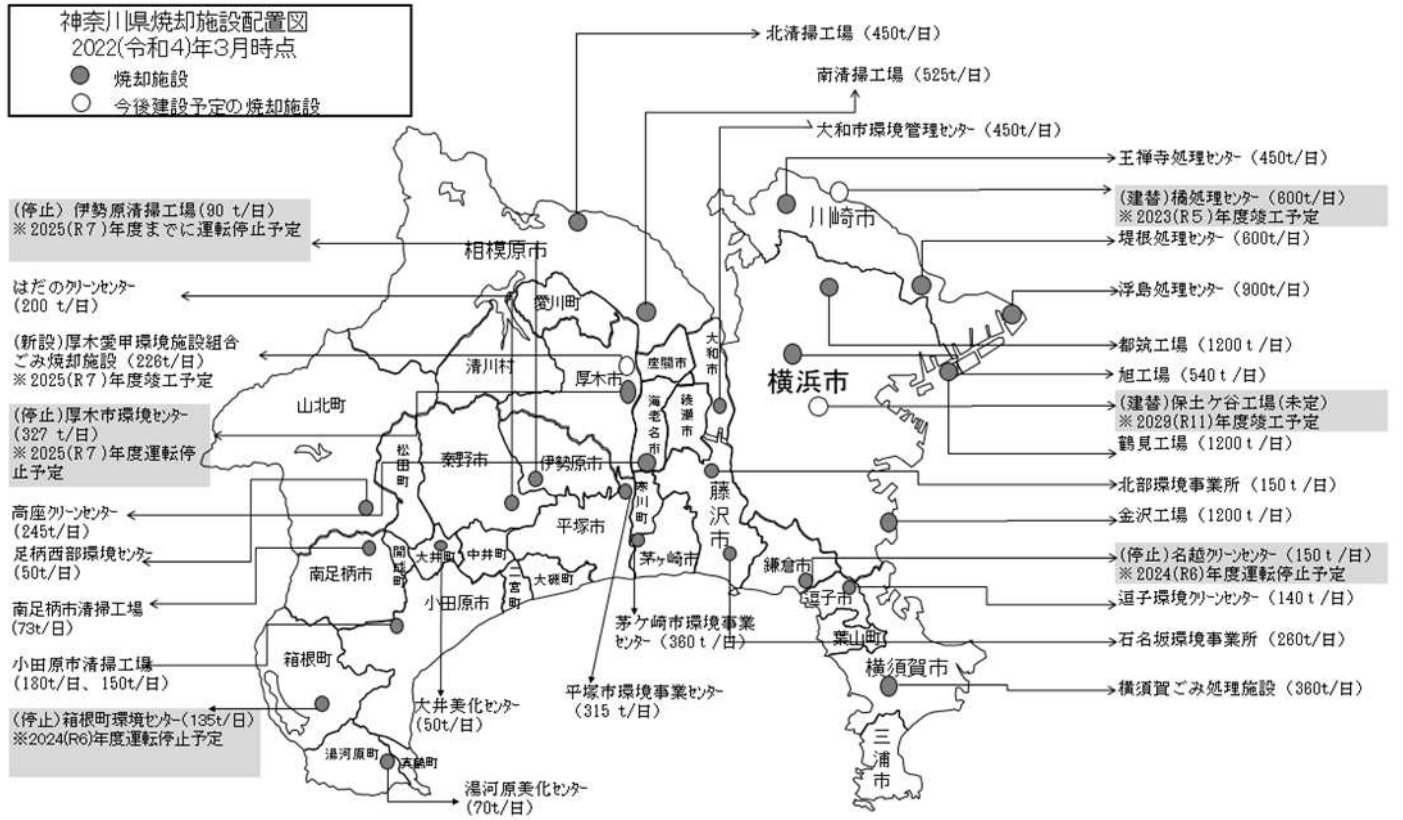 神奈川県焼却施設配置図
2022(令和4)年3月時点
焼却施設
今後建設予定の焼却施設
北清掃工場 (450t/日)
南清掃工場 (525t/日)
大和市環境管理センター (450t/日)
王禅寺処理センター (450t/日)
(建替)橘処理センター (600t/日)
※2023(R5)年度竣工予定
堤根処理センター (600t/日)
浮島処理センター (900t/日)
都筑工場 (1200t/日)
旭工場 (540t/日)
(建替)保土ケ谷工場(未定)
※2029(R11)年度竣工予定
鶴見工場 (1200t/日)
北部環境事業所 (150t/日)
金沢工場 (1200t/日)
(停止)名越クリーンセンター (150t/日)
※2024(R6)年度運転停止予定
逗子環境クリーンセンター (140t/日)
石名坂環境事業所 (260t/日)
横須賀ごみ処理施設 (360t/日)
(停止) 伊勢原清掃工場(90 t/日)
※2025(R7)年度までに運転停止予定
はだのクリーンセンター
(200 t/日)
(新設)厚木愛甲環境施設組合
ごみ焼却施設 (226t/日)
※2025(R7)年度竣工予定
(停止)厚木市環境センター
(327 t/日)
※2025(R7)年度運転停
止予定
高座クリーンセンター
(245t/日)
足柄西部環境センター
(50t/日)
南足柄市清掃工場
(73t/日)
小田原市清掃工場
(180t/日、150t/日)
(停止)箱根町環境センター(135t/日)
※2024(R6)年度運転停止予定
大井美化センター
(50t/日)
湯河原美化センター
(70t/日)
平塚市環境事業センター
(315 t/日)
茅ケ崎市環境事業
センター (360t/日)
相模原市
愛川町
清川村
厚木市
座間市
大和市
海老名市
綾瀬市
川崎市
横浜市
山北町
松田町
秦野市
伊勢原市
寒川町
藤沢市
平塚市
茅ヶ崎市
鎌倉市
逗子市
葉山町
横須賀市
三浦市
南足柄市
開成町
大井町
中井町
二宮町
大磯町
小田原市
箱根町
湯河原町
真鶴町